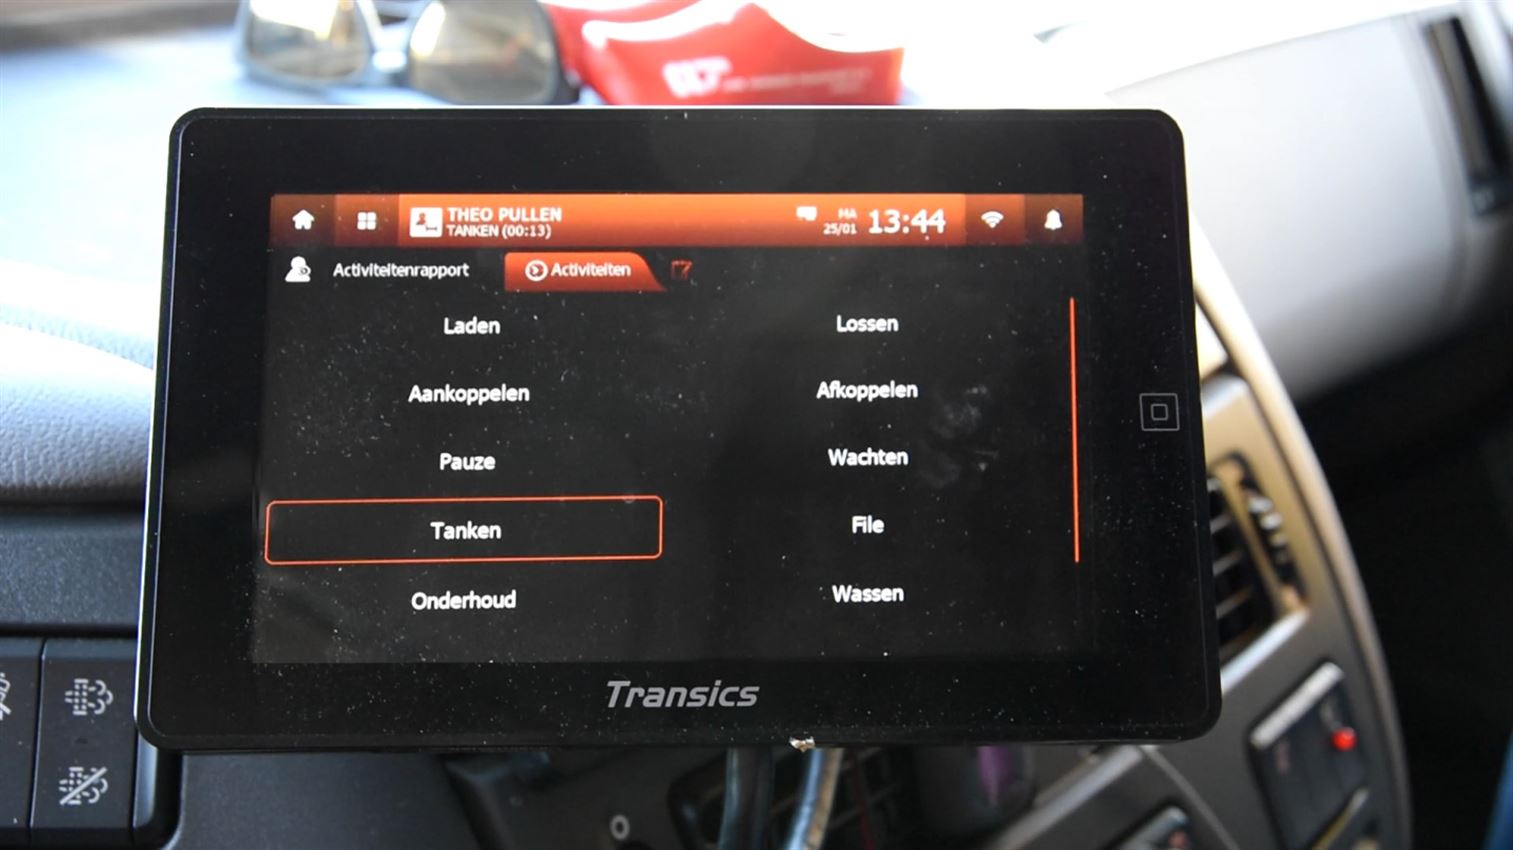 THEO PULLEN
TANKEN (00:13)
MA
25/01
13:44
Activiteitenrapport
Activiteiten
Laden
Lossen
Aankoppelen
Afkoppelen
Pauze
Wachten
Tanken
File
Onderhoud
Wassen
Transics